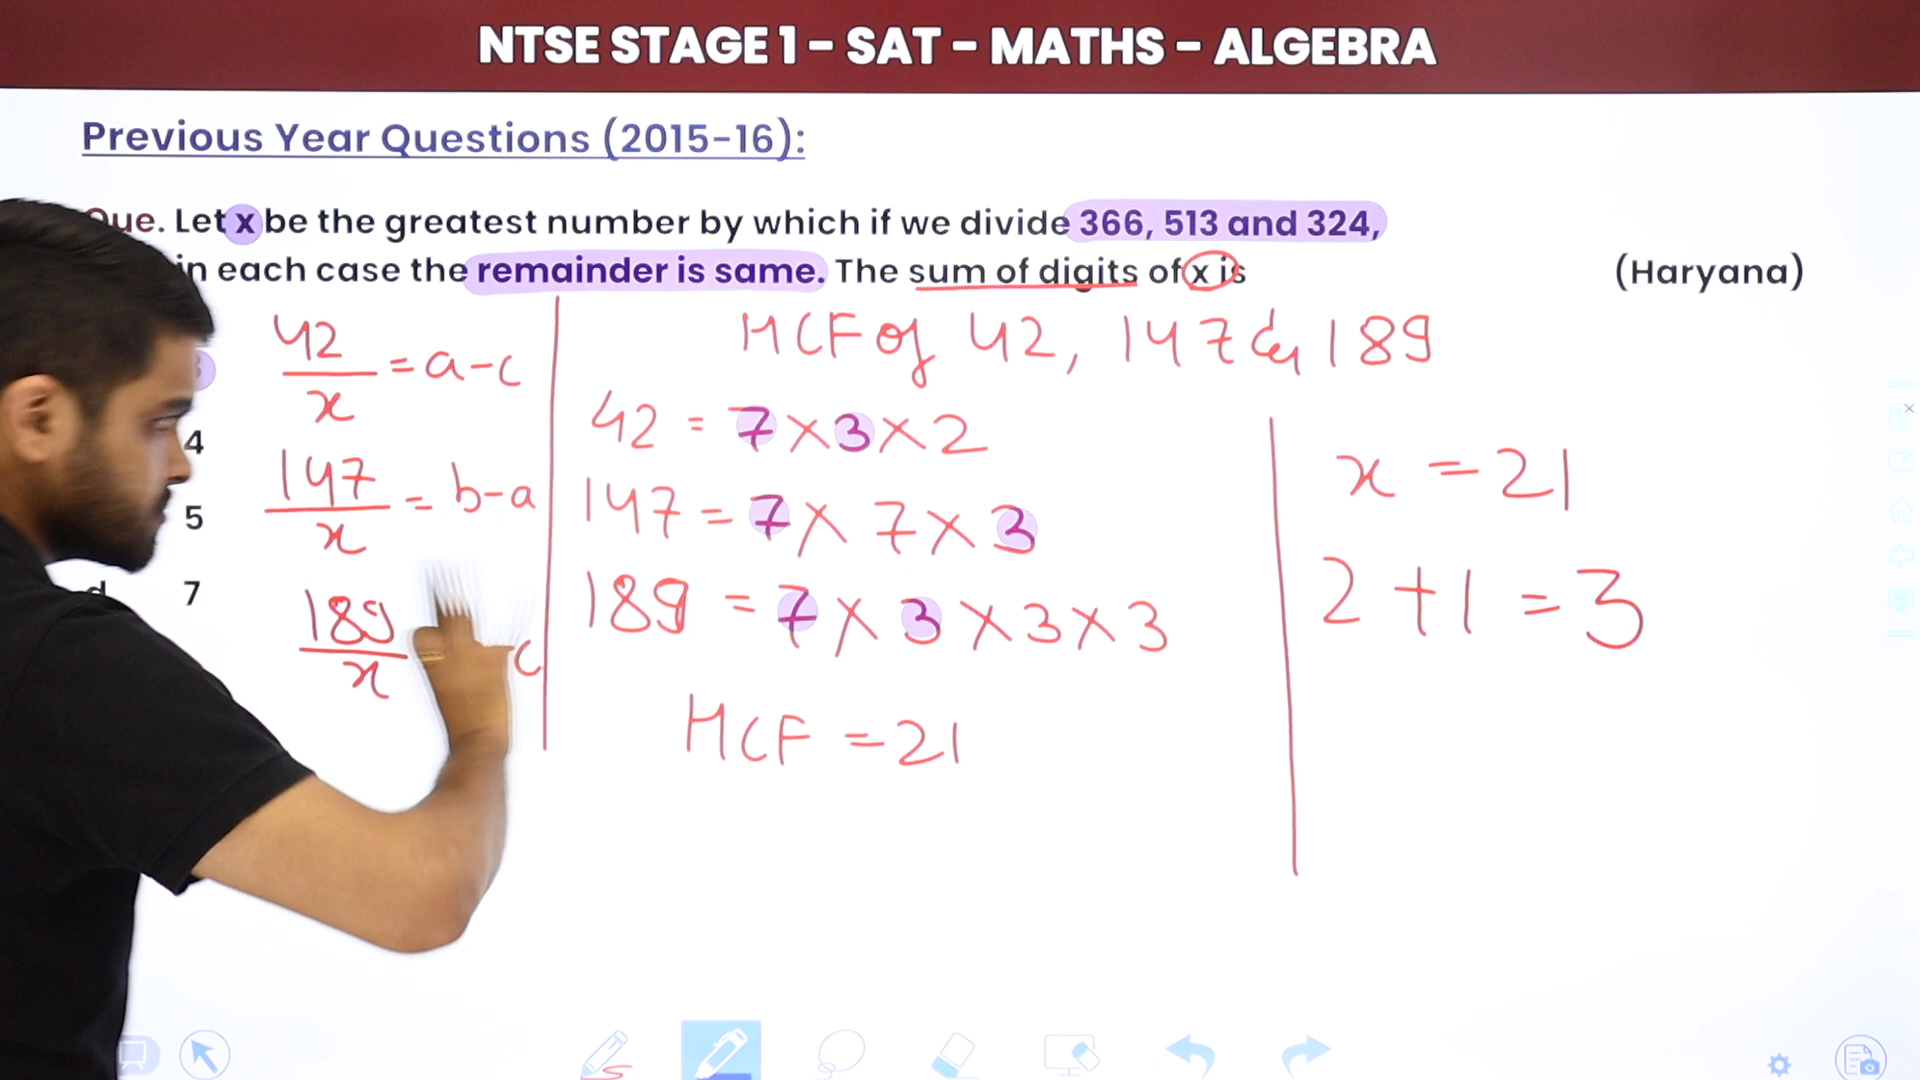 NTSE STAGE 1 – SAT – MATHS – ALGEBRA
Previous Year Questions (2015-16):
Que. Let x be the greatest number by which if we divide 366, 513 and 324,
in each case the remainder is same. The sum of digits of x is (Haryana)
4
5
d 7
42/x = a-c
147/x = b-a
189/x c
HCF of 42, 147 & 189
42 = 7 × 3 × 2
147 = 7 × 7 × 3
189 = 7 × 3 × 3 × 3
HCF = 21
x = 21
2 + 1 = 3